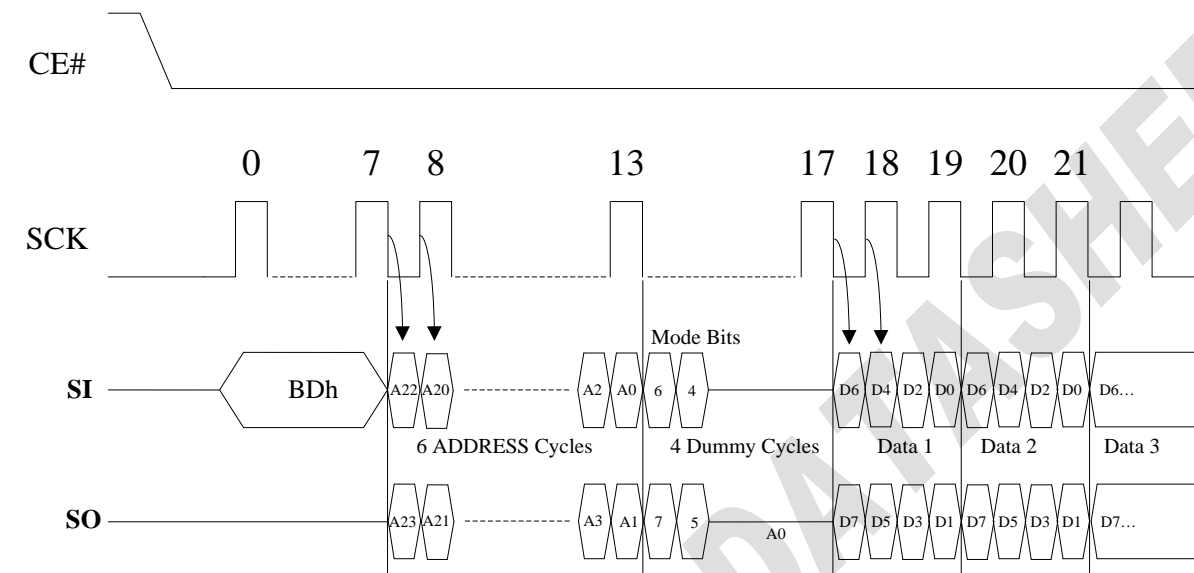 CE#
0 7 8 13 17 18 19 20 21
SCK
Mode Bits
SI BDh A22 A20 A2 A0 6 4 D6 D4 D2 D0 D6 D4 D2 D0 D6...
6 ADDRESS Cycles 4 Dummy Cycles Data 1 Data 2 Data 3
SO A23 A21 A3 A1 7 5 A0 D7 D5 D3 D1 D7 D5 D3 D1 D7...